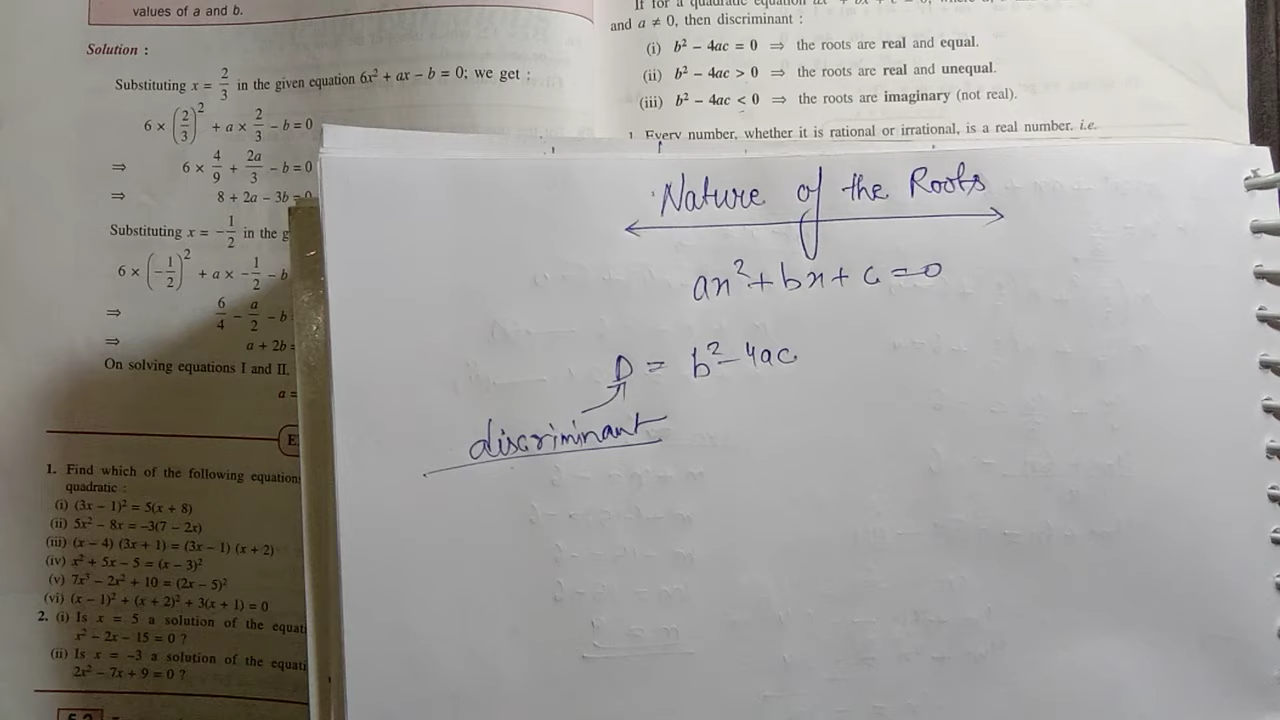 values of a and b.
Solution :
Substituting x = 2/3 in the given equation 6x² + ax – b = 0; we get :
6 × (2/3)² + a × 2/3 – b = 0
⇒ 6 × 4/9 + 2a/3 – b = 0
⇒ 8 + 2a – 3b = 0
Substituting x = –1/2 in the g
6 × (–1/2)² + a × –1/2 – b
⇒ 6/4 – a/2 – b
⇒ a + 2b =
On solving equations I and II,
a =
1. Find which of the following equations
quadratic :
(i) (3x – 1)² = 5(x + 8)
(ii) 5x² – 8x = –3(7 – 2x)
(iii) (x – 4) (3x + 1) = (3x – 1) (x + 2)
(iv) x² + 5x – 5 = (x – 3)²
(v) 7x³ – 2x² + 10 = (2x – 5)²
(vi) (x – 1)² + (x + 2)² + 3(x + 1) = 0
2. (i) Is x = 5 a solution of the equati
x² – 2x – 15 = 0 ?
(ii) Is x = –3 a solution of the equati
2x² – 7x + 9 = 0 ?
If for a quadratic equation
and a ≠ 0, then discriminant :
(i) b² – 4ac = 0 ⇒ the roots are real and equal.
(ii) b² – 4ac > 0 ⇒ the roots are real and unequal.
(iii) b² – 4ac < 0 ⇒ the roots are imaginary (not real).
1. Every number, whether it is rational or irrational, is a real number. i.e.
Nature of the Roots
ax² + bx + c = 0
D = b² – 4ac
discriminant